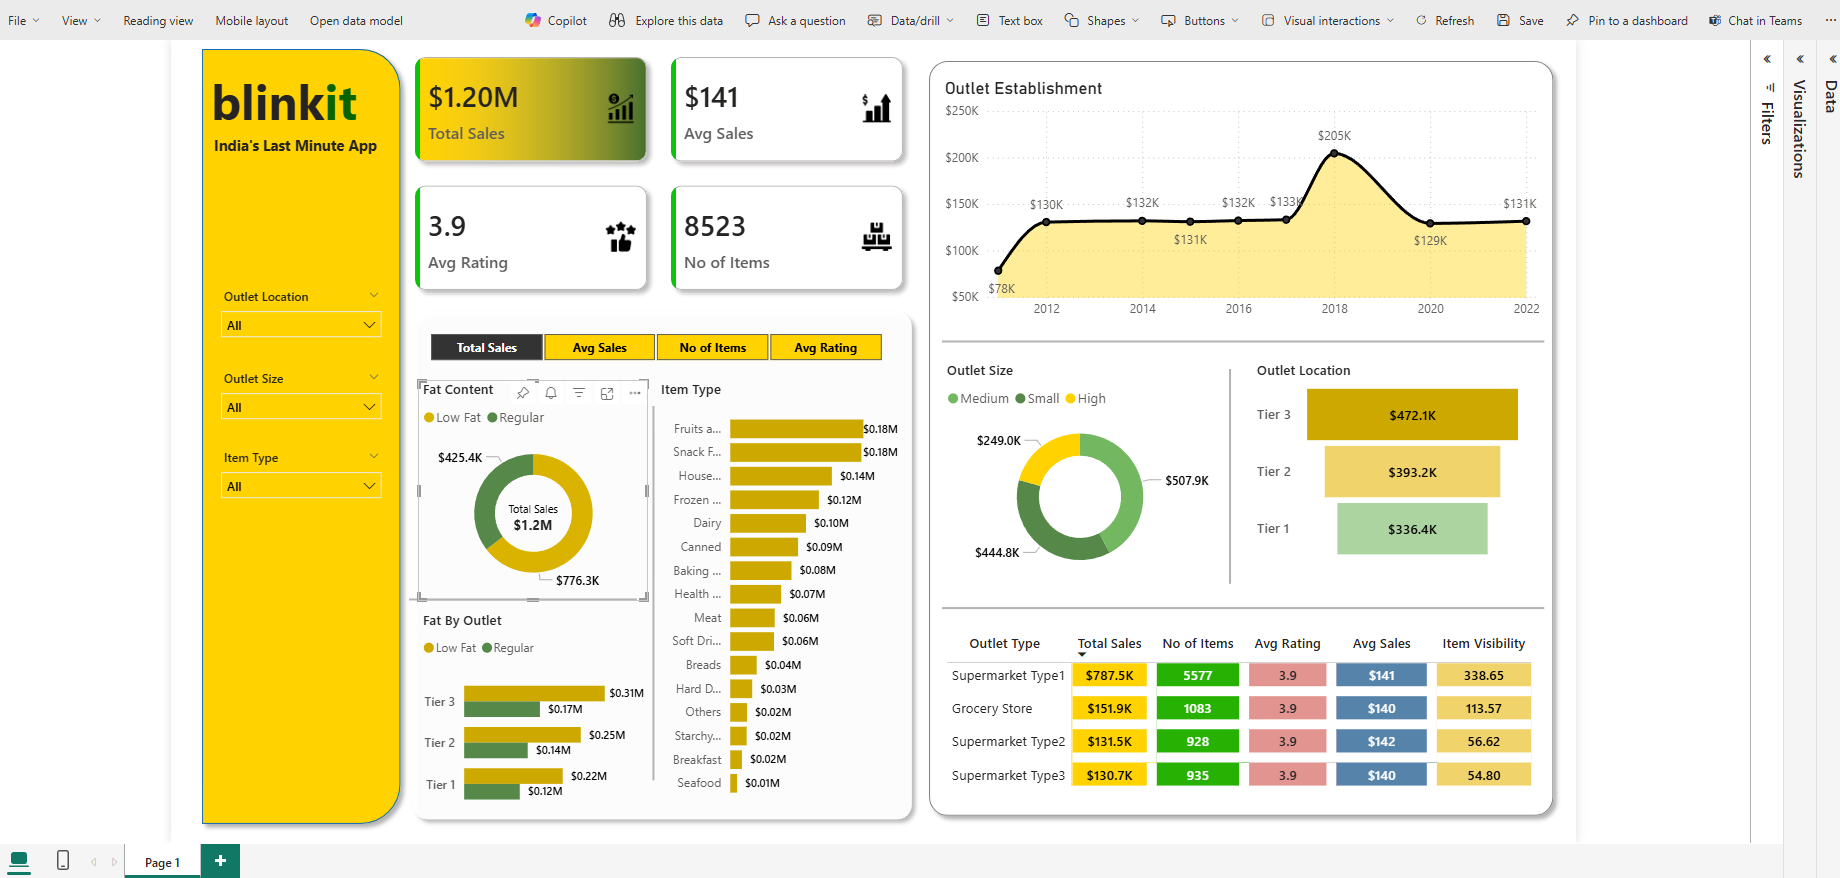 File View Reading view Mobile layout Open data model Copilot Explore this data Ask a question Data/drill Text box Shapes Buttons Visual interactions Refresh Save Pin to a dashboard Chat in Teams ...
blinkit
India's Last Minute App
Outlet Location
All
Outlet Size
All
Item Type
All
$1.20M
Total Sales
$141
Avg Sales
3.9
Avg Rating
8523
No of Items
Total Sales Avg Sales No of Items Avg Rating
Fat Content
Low Fat Regular
$425.4K
Total Sales
$1.2M
$776.3K
Fat By Outlet
Low Fat Regular
Tier 3 $0.31M
$0.17M
Tier 2 $0.25M
$0.14M
Tier 1 $0.22M
$0.12M
Item Type
Fruits a... $0.18M
Snack F... $0.18M
House... $0.14M
Frozen ... $0.12M
Dairy $0.10M
Canned $0.09M
Baking ... $0.08M
Health ... $0.07M
Meat $0.06M
Soft Dri... $0.06M
Breads $0.04M
Hard D... $0.03M
Others $0.02M
Starchy... $0.02M
Breakfast $0.02M
Seafood $0.01M
Outlet Establishment
$250K
$200K
$150K
$100K
$50K
$78K $130K $132K $131K $132K $133K $205K $129K $131K
2012 2014 2016 2018 2020 2022
Outlet Size
Medium Small High
$249.0K
$507.9K
$444.8K
Outlet Location
Tier 3 $472.1K
Tier 2 $393.2K
Tier 1 $336.4K
Outlet Type Total Sales No of Items Avg Rating Avg Sales Item Visibility
Supermarket Type1 $787.5K 5577 3.9 $141 338.65
Grocery Store $151.9K 1083 3.9 $140 113.57
Supermarket Type2 $131.5K 928 3.9 $142 56.62
Supermarket Type3 $130.7K 935 3.9 $140 54.80
Filters
Visualizations
Data
Page 1